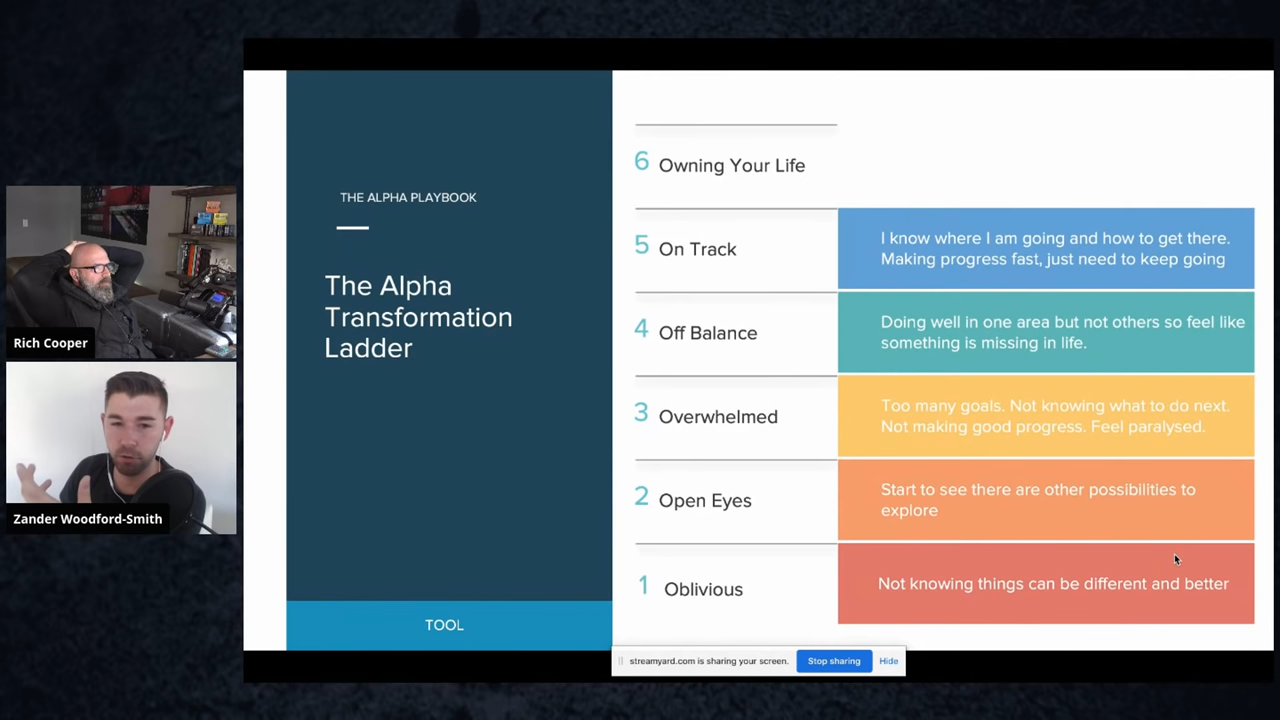 Rich Cooper
Zander Woodford-Smith
THE ALPHA PLAYBOOK
The Alpha
Transformation
Ladder
TOOL
6 Owning Your Life
5 On Track
I know where I am going and how to get there.
Making progress fast, just need to keep going
4 Off Balance
Doing well in one area but not others so feel like
something is missing in life.
3 Overwhelmed
Too many goals. Not knowing what to do next.
Not making good progress. Feel paralysed.
2 Open Eyes
Start to see there are other possibilities to
explore
1 Oblivious
Not knowing things can be different and better
streamyard.com is sharing your screen. Stop sharing Hide